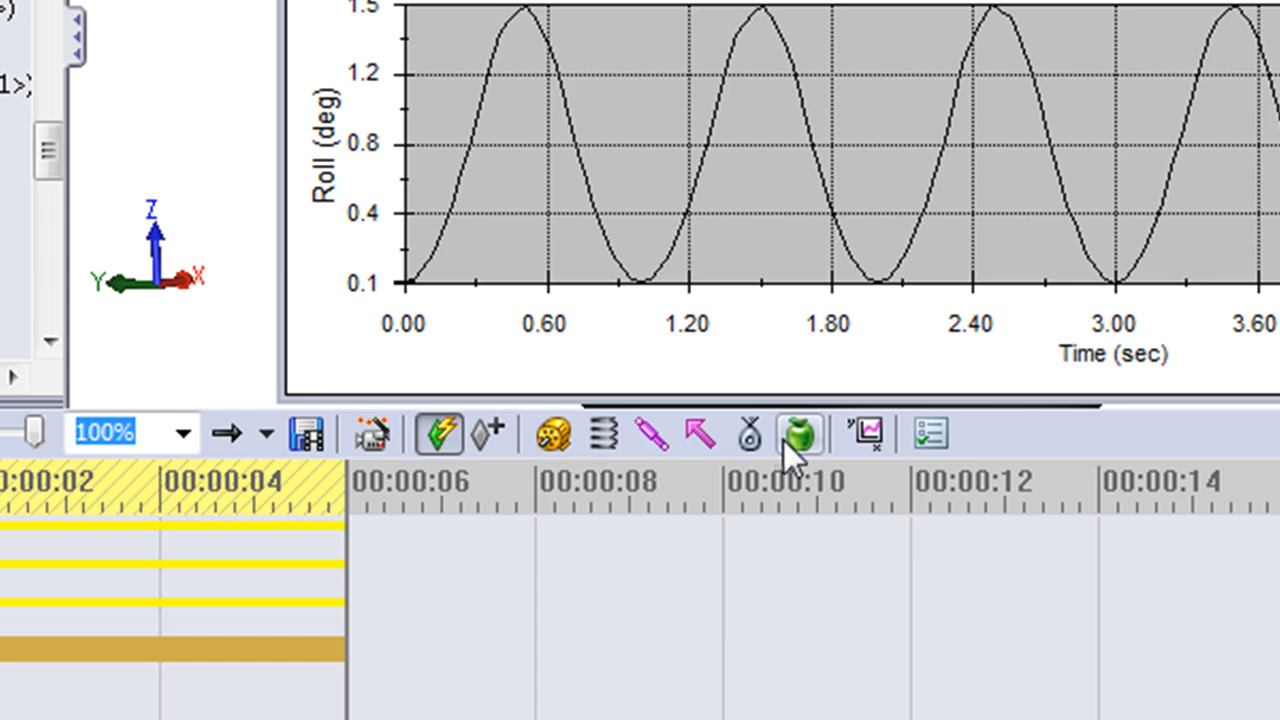 >)
1>)
Z
Y
X
Roll (deg)
1.5
1.2
0.8
0.4
0.1
0.00 0.60 1.20 1.80 2.40 3.00 3.60
Time (sec)
100%
0:00:02 00:00:04 00:00:06 00:00:08 00:00:10 00:00:12 00:00:14